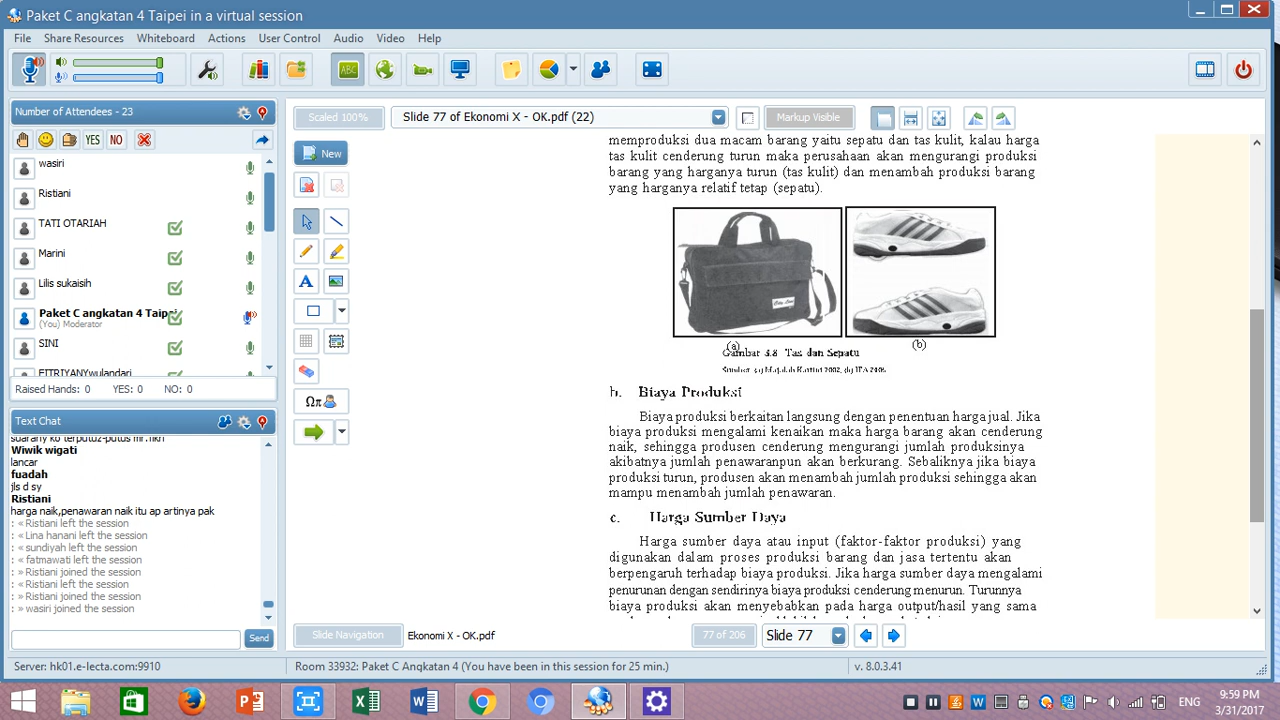 Paket C angkatan 4 Taipei in a virtual session
File Share Resources Whiteboard Actions User Control Audio Video Help
ABC
Number of Attendees - 23
YES NO
wasiri
Ristiani
TATI OTARIAH
Marini
Lilis sukaisih
Paket C angkatan 4 Taip
(You) Moderator
SINI
FITRIYANYwulandari
Raised Hands: 0 YES: 0 NO: 0
Text Chat
suarany ko terputuz-putus mr.hkn
Wiwik wigati
lancar
fuadah
jls d sy
Ristiani
harga naik,penawaran naik itu ap artinya pak
: « Ristiani left the session
: « Lina hanani left the session
: « sundiyah left the session
: « fatmawati left the session
: » Ristiani joined the session
: « Ristiani left the session
: » Ristiani joined the session
: » wasiri joined the session
Send
Scaled 100%
Slide 77 of Ekonomi X - OK.pdf (22)
Markup Visible
New
A
Ωπ
memproduksi dua macam barang yaitu sepatu dan tas kulit, kalau harga
tas kulit cenderung turun maka perusahaan akan mengurangi produksi
barang yang harganya turun (tas kulit) dan menambah produksi barang
yang harganya relatif tetap (sepatu).
(a) (b)
Gambar 3.8 Tas dan Sepatu
b. Biaya Produksi
Biaya produksi berkaitan langsung dengan penentuan harga jual. Jika
biaya produksi mengalami kenaikan maka harga barang akan cenderung
naik, sehingga produsen cenderung mengurangi jumlah produksinya
akibatnya jumlah penawaranpun akan berkurang. Sebaliknya jika biaya
produksi turun, produsen akan menambah jumlah produksi sehingga akan
mampu menambah jumlah penawaran.
c. Harga Sumber Daya
Harga sumber daya atau input (faktor-faktor produksi) yang
digunakan dalam proses produksi barang dan jasa tertentu akan
berpengaruh terhadap biaya produksi. Jika harga sumber daya mengalami
penurunan dengan sendirinya biaya produksi cenderung menurun. Turunnya
biaya produksi akan menyebabkan pada harga output/hasil yang sama
Slide Navigation
Ekonomi X - OK.pdf
77 of 206
Slide 77
Server: hk01.e-lecta.com:9910
Room 33932: Paket C Angkatan 4 (You have been in this session for 25 min.)
v. 8.0.3.41
ENG
9:59 PM
3/31/2017